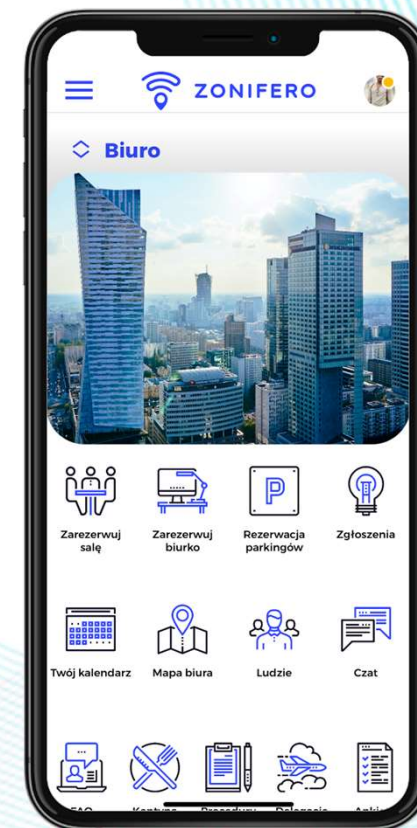 ZONIFERO
Biuro
P
Zarezerwuj
salę
Zarezerwuj
biurko
Rezerwacja
parkingów
Zgłoszenia
Twój kalendarz
Mapa biura
Ludzie
Czat